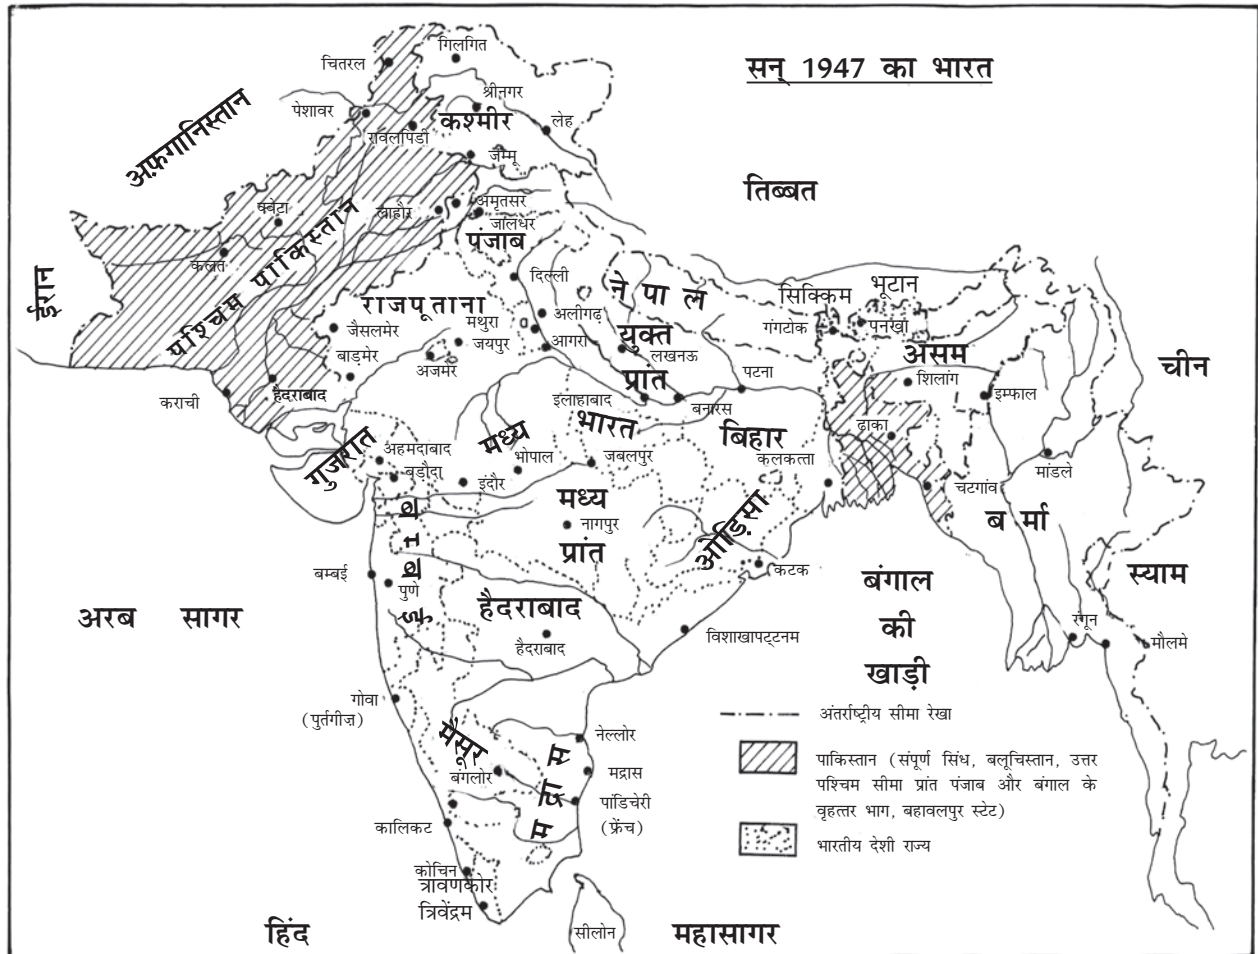 सन् 1947 का भारत
गिलगित
चितरल
श्रीनगर
पेशावर
कश्मीर
लेह
रावलपिंडी
जम्मू
अफ़गानिस्तान
तिब्बत
अमृतसर
लाहौर
जालंधर
क्वेटा
पंजाब
कलात
पश्चिम पाकिस्तान
ईरान
दिल्ली
नेपाल
सिक्किम
भूटान
राजपूताना
अलीगढ़
गंगटोक
पनखा
जैसलमेर
मथुरा
युक्त
जयपुर
आगरा
लखनऊ
असम
बाड़मेर
अजमेर
चीन
पटना
प्रांत
शिलांग
इम्फाल
कराची
हैदराबाद
इलाहाबाद
बनारस
भारत
मध्य
बिहार
ढाका
गुजरात
अहमदाबाद
भोपाल
जबलपुर
कलकत्ता
मांडले
बड़ौदा
इंदौर
चटगांव
मध्य
ओड़िसा
बर्मा
नागपुर
प्रांत
बम्बई
बम्बई
पुणे
कटक
बंगाल
स्याम
हैदराबाद
अरब सागर
की
रंगून
हैदराबाद
विशाखापट्टनम
मौलमे
खाड़ी
गोवा
(पुर्तगीज़)
अंतर्राष्ट्रीय सीमा रेखा
मैसूर
नेल्लोर
पाकिस्तान (संपूर्ण सिंध, बलूचिस्तान, उत्तर
पश्चिम सीमा प्रांत पंजाब और बंगाल के
वृहत्तर भाग, बहावलपुर स्टेट)
बंगलोर
मद्रास
मद्रास
पांडिचेरी
(फ्रेंच)
कालिकट
भारतीय देशी राज्य
कोचिन
त्रावणकोर
त्रिवेंद्रम
हिंद
सीलोन
महासागर